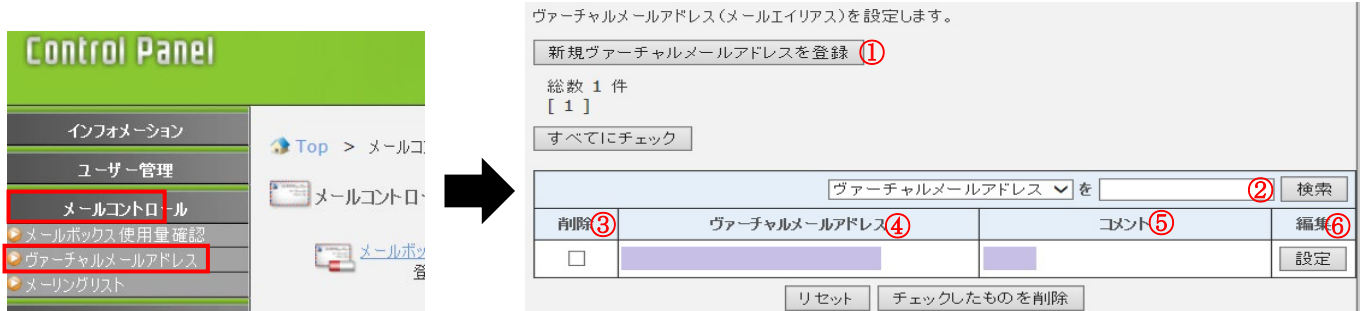 Control Panel
インフォメーション
ユーザー管理
メールコントロール
メールボックス使用量確認
ヴァーチャルメールアドレス
メーリングリスト
Top > メールコ
メールコントロ
メールボッ
登
ヴァーチャルメールアドレス(メールエイリアス)を設定します。
新規ヴァーチャルメールアドレスを登録 ①
総数 1 件
[ 1 ]
すべてにチェック
ヴァーチャルメールアドレス を ② 検索
削除③ ヴァーチャルメールアドレス④ コメント⑤ 編集⑥
設定
リセット チェックしたものを削除